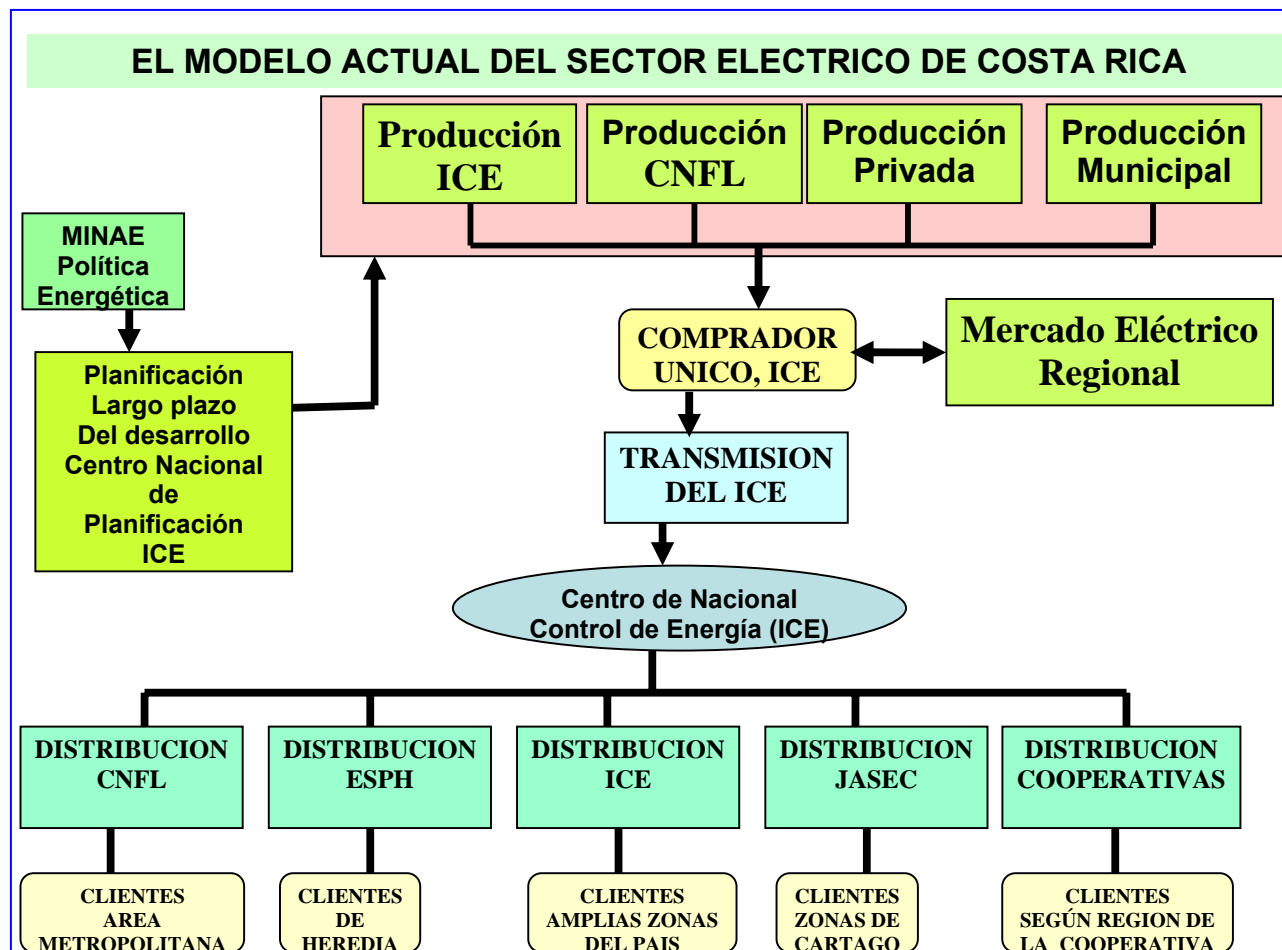 EL MODELO ACTUAL DEL SECTOR ELECTRICO DE COSTA RICA
Producción
ICE
Producción
CNFL
Producción
Privada
Producción
Municipal
MINAE
Política
Energética
Planificación
Largo plazo
Del desarrollo
Centro Nacional
de
Planificación
ICE
COMPRADOR
UNICO, ICE
Mercado Eléctrico
Regional
TRANSMISION
DEL ICE
Centro de Nacional
Control de Energía (ICE)
DISTRIBUCION
CNFL
DISTRIBUCION
ESPH
DISTRIBUCION
ICE
DISTRIBUCION
JASEC
DISTRIBUCION
COOPERATIVAS
CLIENTES
AREA
METROPOLITANA
CLIENTES
DE
HEREDIA
CLIENTES
AMPLIAS ZONAS
DEL PAIS
CLIENTES
ZONAS DE
CARTAGO
CLIENTES
SEGÚN REGION DE
LA COOPERATIVA